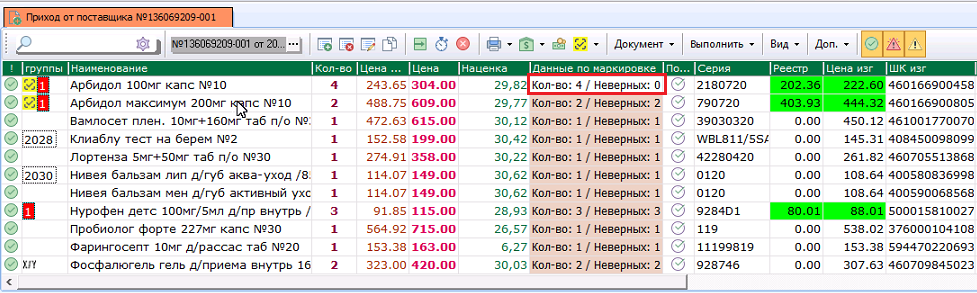 Приход от поставщика №136069209-001
№136069209-001 от 20... ... Документ Выполнить Вид Доп.
! группы Наименование Кол-во Цена ... Цена Наценка Данные по маркировке По... Серия Реестр Цена изг ШК изг
1 Арбидол 100мг капс №10 4 243.65 304.00 29,82 Кол-во: 4 / Неверных: 0 2180720 202.36 222.60 460166900458
1 Арбидол максимум 200мг капс №10 2 488.75 609.00 29,77 Кол-во: 2 / Неверных: 2 790720 403.93 444.32 460166900805
Вамлосет плен. 10мг+160мг таб п/о №: 1 472.63 615.00 30,12 Кол-во: 1 / Неверных: 1 39030320 0.00 450.12 461001770070
2028 Клиаблу тест на берем №2 1 152.58 199.00 30,42 Кол-во: 1 / Неверных: 1 WBL811/5SA 0.00 145.31 408450098099
Лортенза 5мг+50мг таб п/о №30 1 274.91 358.00 30,22 Кол-во: 1 / Неверных: 1 42280420 0.00 261.82 460705513868
2030 Нивея бальзам лип д/губ аква-уход /85 1 114.07 149.00 30,62 Кол-во: 1 / Неверных: 1 0120 0.00 108.64 400580836998
Нивея бальзам мен д/губ активный ухо 1 114.07 149.00 30,62 Кол-во: 1 / Неверных: 1 0120 0.00 108.64 400590068568
1 Нурофен детс 100мг/5мл д/пр внутрь / 3 91.85 115.00 28,93 Кол-во: 3 / Неверных: 3 9284D1 80.01 88.01 500015810027
Пробиолог форте 227мг капс №30 1 564.92 715.00 26,57 Кол-во: 1 / Неверных: 1 119 0.00 538.02 376000104108
Фарингосепт 10мг д/рассас таб №20 1 153.38 163.00 6,27 Кол-во: 1 / Неверных: 1 11199819 0.00 153.38 594470220693
ХЛУ Фосфалюгель гель д/приема внутрь 16 2 323.00 420.00 30,03 Кол-во: 2 / Неверных: 2 928746 0.00 307.63 460709845023